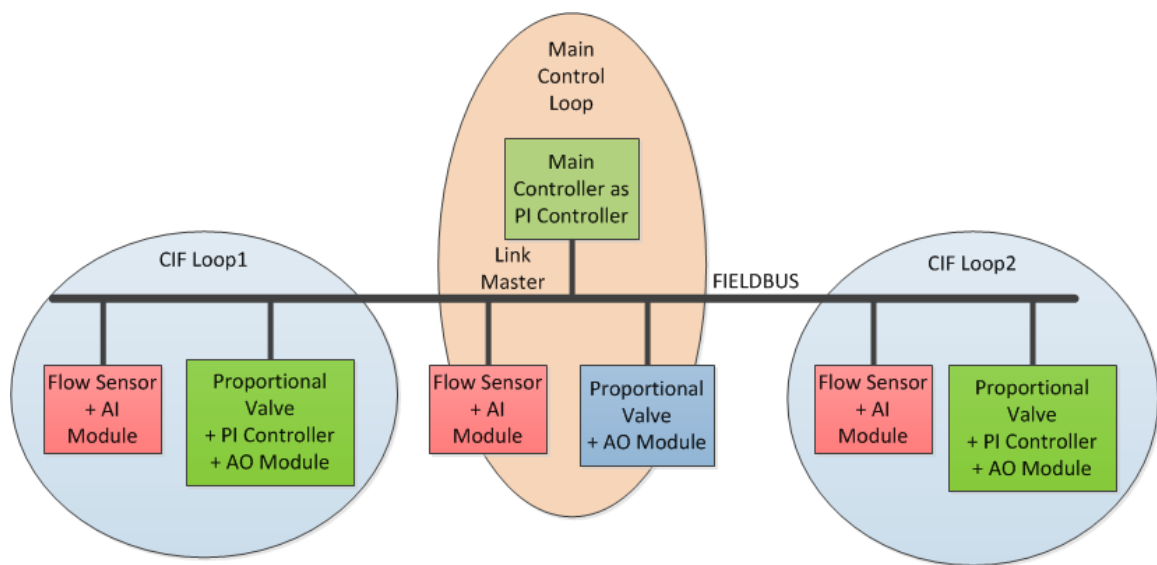 Main
Control
Loop
Main
Controller as
PI Controller
CIF Loop1
Link
Master
FIELDBUS
CIF Loop2
Flow Sensor
+ AI
Module
Proportional
Valve
+ PI Controller
+ AO Module
Flow Sensor
+ AI
Module
Proportional
Valve
+ AO Module
Flow Sensor
+ AI
Module
Proportional
Valve
+ PI Controller
+ AO Module